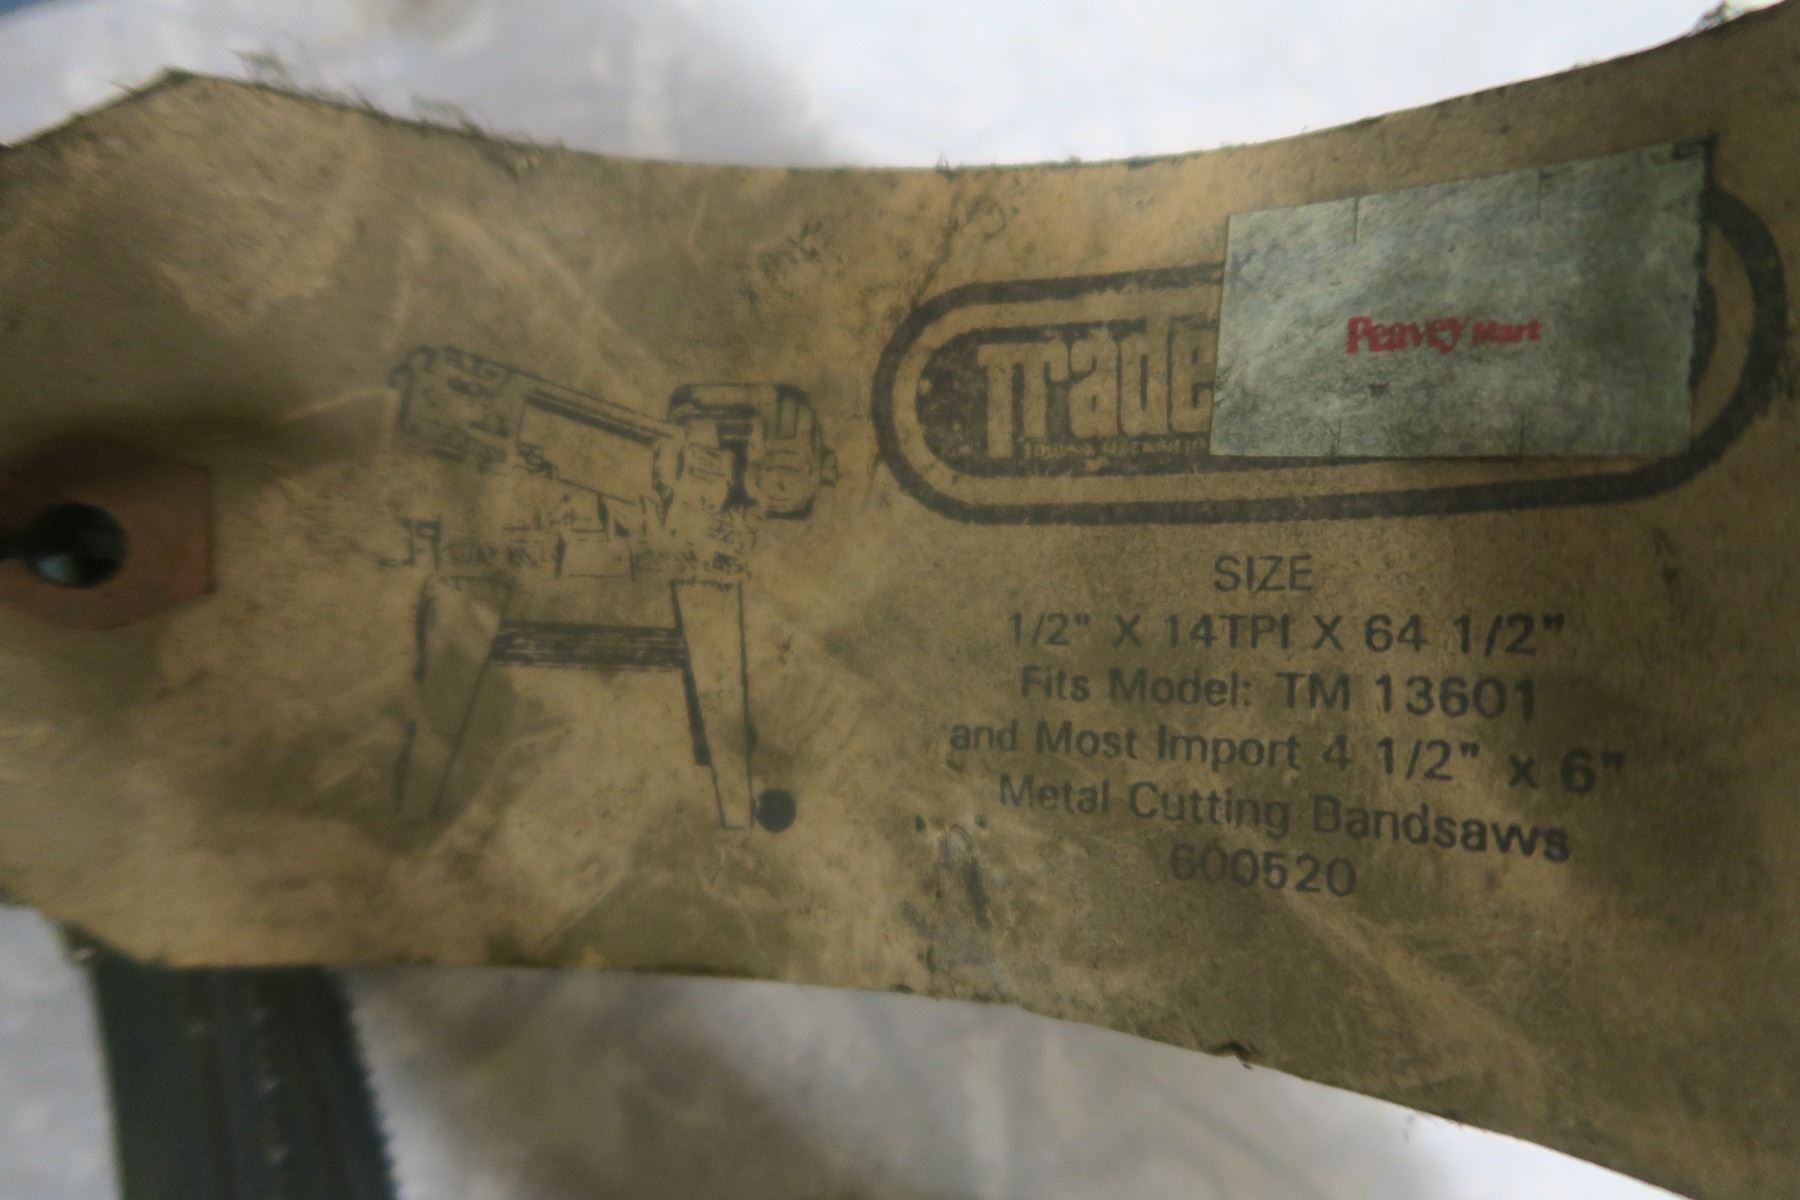 Trade
Peavey Mart
SIZE
1/2" X 14TPI X 64 1/2"
Fits Model: TM 13601
and Most Import 4 1/2" x 6"
Metal Cutting Bandsaws
600520